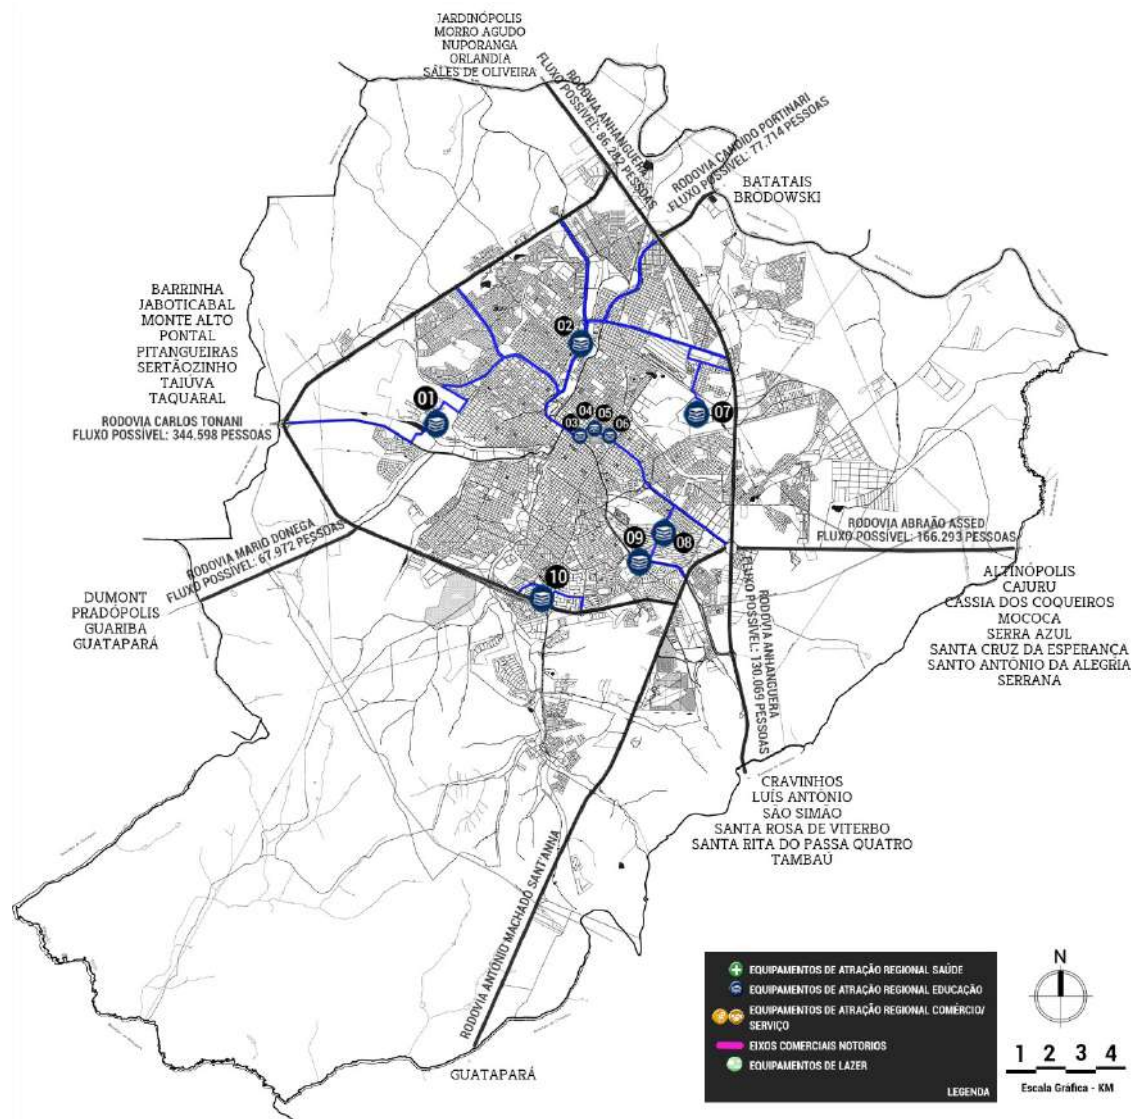 JARDINÓPOLIS
MORRO AGUDO
NUPORANGA
ORLANDIA
SALES DE OLIVEIRA
RODOVIA ANHANGUERA
FLUXO POSSÍVEL: 86.282 PESSOAS
RODOVIA CANDIDO PORTINARI
FLUXO POSSÍVEL: 77.714 PESSOAS
BATATAIS
BRODOWSKI
BARRINHA
JABOTICABAL
MONTE ALTO
PONTAL
PITANGUEIRAS
SERTÃOZINHO
TAIÚVA
TAQUARAL
RODOVIA CARLOS TONANI
FLUXO POSSÍVEL: 344.598 PESSOAS
01
02
03
04
05
06
07
08
09
10
RODOVIA MARIO DONEGA
FLUXO POSSÍVEL: 67.972 PESSOAS
DUMONT
PRADÓPOLIS
GUARIBA
GUATAPARÁ
RODOVIA ABRAÃO ASSED
FLUXO POSSÍVEL: 166.293 PESSOAS
ALTINÓPOLIS
CAJURU
CÁSSIA DOS COQUEIROS
MOCOCA
SERRA AZUL
SANTA CRUZ DA ESPERANÇA
SANTO ANTÔNIO DA ALEGRIA
SERRANA
RODOVIA ANHANGUERA
FLUXO POSSÍVEL: 130.069 PESSOAS
CRAVINHOS
LUÍS ANTÔNIO
SÃO SIMÃO
SANTA ROSA DE VITERBO
SANTA RITA DO PASSA QUATRO
TAMBAÚ
RODOVIA ANTÔNIO MACHADO SANT'ANNA
GUATAPARÁ
EQUIPAMENTOS DE ATRAÇÃO REGIONAL SAÚDE
EQUIPAMENTOS DE ATRAÇÃO REGIONAL EDUCAÇÃO
EQUIPAMENTOS DE ATRAÇÃO REGIONAL COMÉRCIO/
SERVIÇO
EIXOS COMERCIAIS NOTORIOS
EQUIPAMENTOS DE LAZER
LEGENDA
N
1 2 3 4
Escala Gráfica - KM